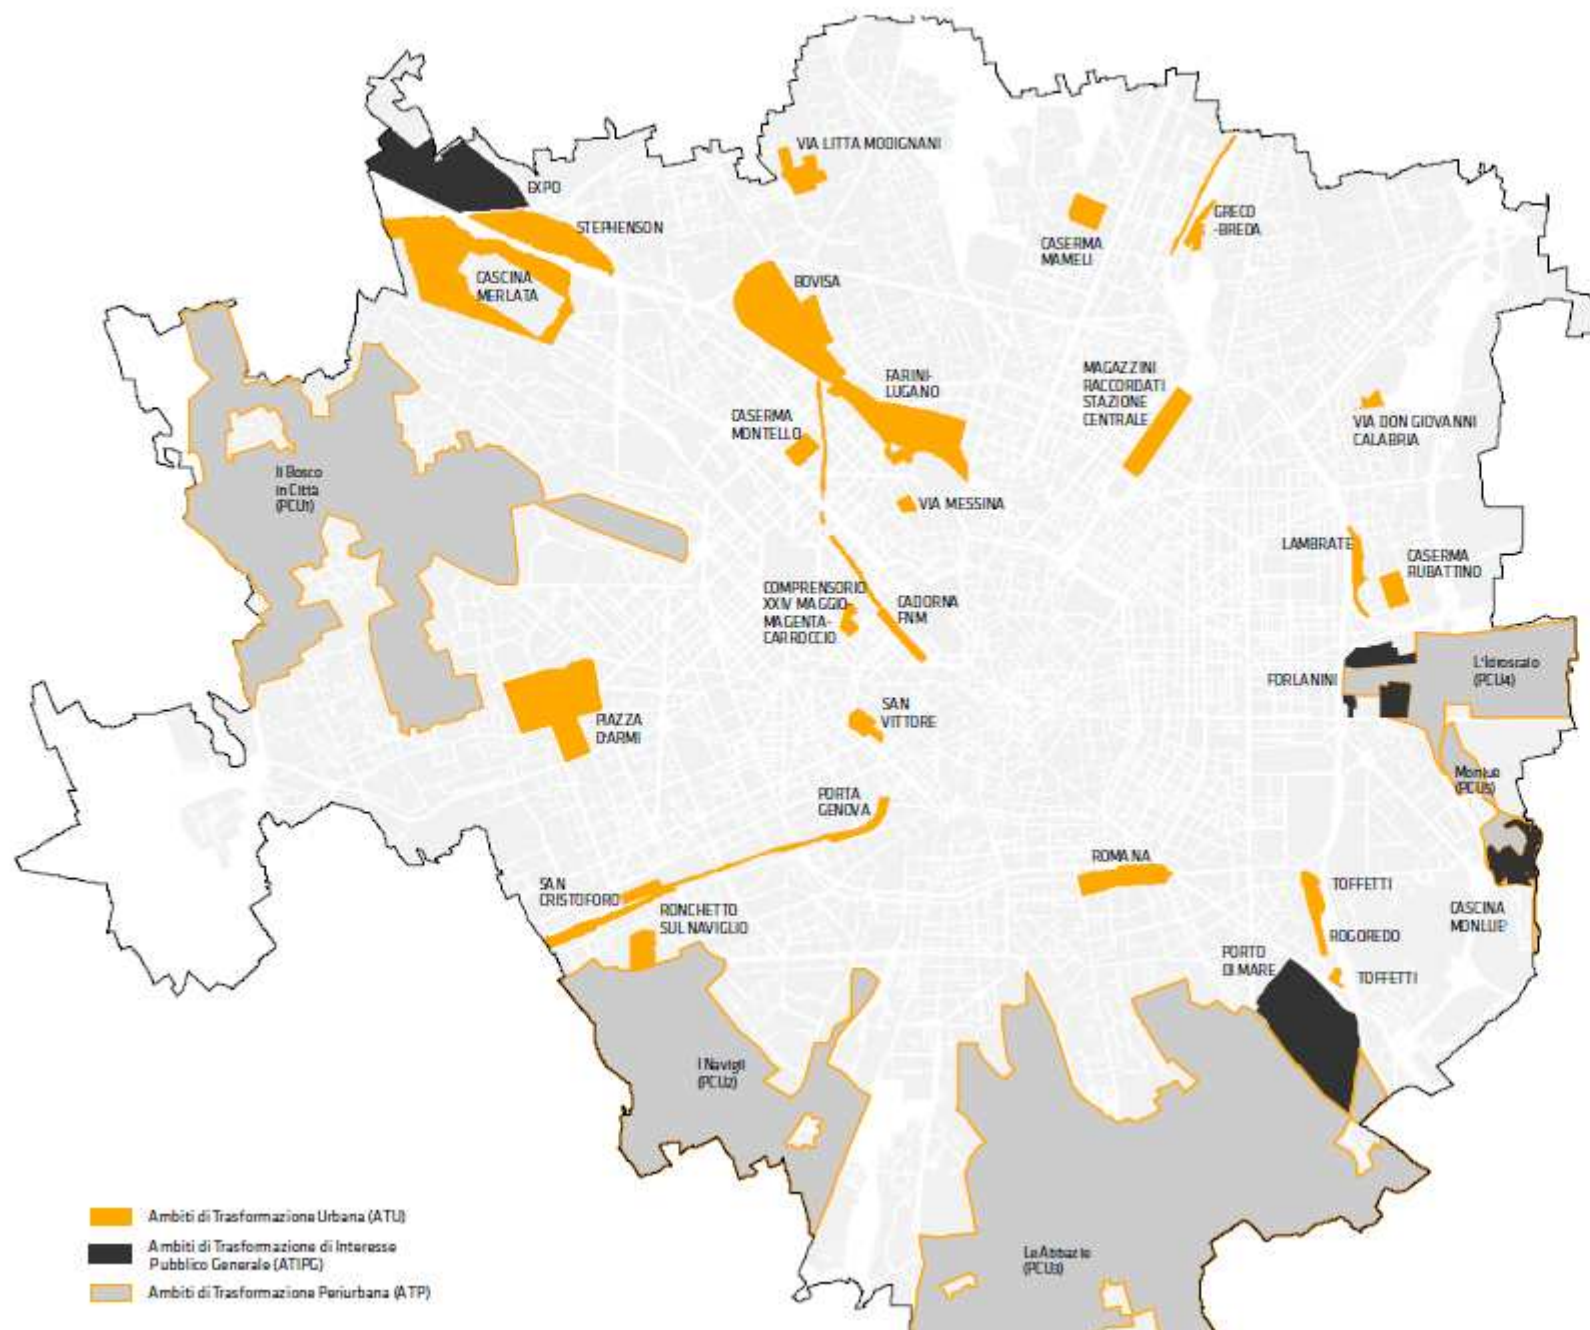 VIA LITTA MODIGNANI
EXPO
STEPHENSON
GRECO
-BREDA
CASERMA
MAMELI
CASCINA
MERLATA
BOVISA
FARINI-
LUGANO
MAGAZZINI
RACCORDATI
STAZIONE
CENTRALE
CASERMA
MONTELLO
VIA DON GIOVANNI
CALABRIA
Il Bosco
in Città
(PCU1)
VIA MESSINA
LAMBRATE
CASERMA
RUBATTINO
COMPRENSORIO
XXIV MAGGIO-
MAGENTA-
CARROCCIO
CADORNA
FNM
L'Idroscalo
(PCU4)
FORLANINI
SAN
VITTORE
PIAZZA
D'ARMI
Monluè
(PCU5)
PORTA
GENOVA
ROMANA
SAN
CRISTOFORO
TOFFETTI
RONCHETTO
SUL NAVIGLIO
CASCINA
MONLUE'
ROGOREDO
PORTO
DI MARE
TOFFETTI
I Navigli
(PCU2)
Le Abbazie
(PCU3)
Ambiti di Trasformazione Urbana (ATU)
Ambiti di Trasformazione di Interesse
Pubblico Generale (ATIPG)
Ambiti di Trasformazione Periurbana (ATP)